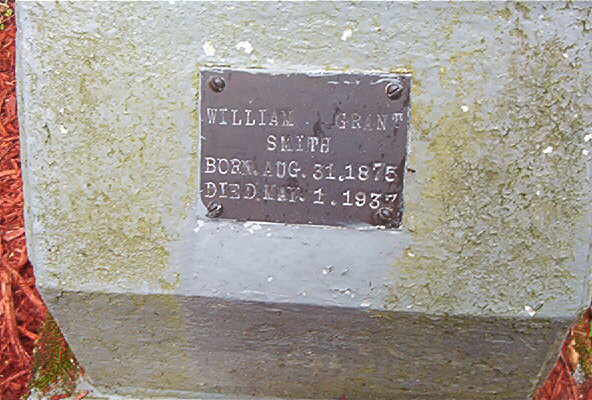 WILLIAM GRANT
SMITH
BORN.AUG.31.1875
DIED.MAY.1.1937